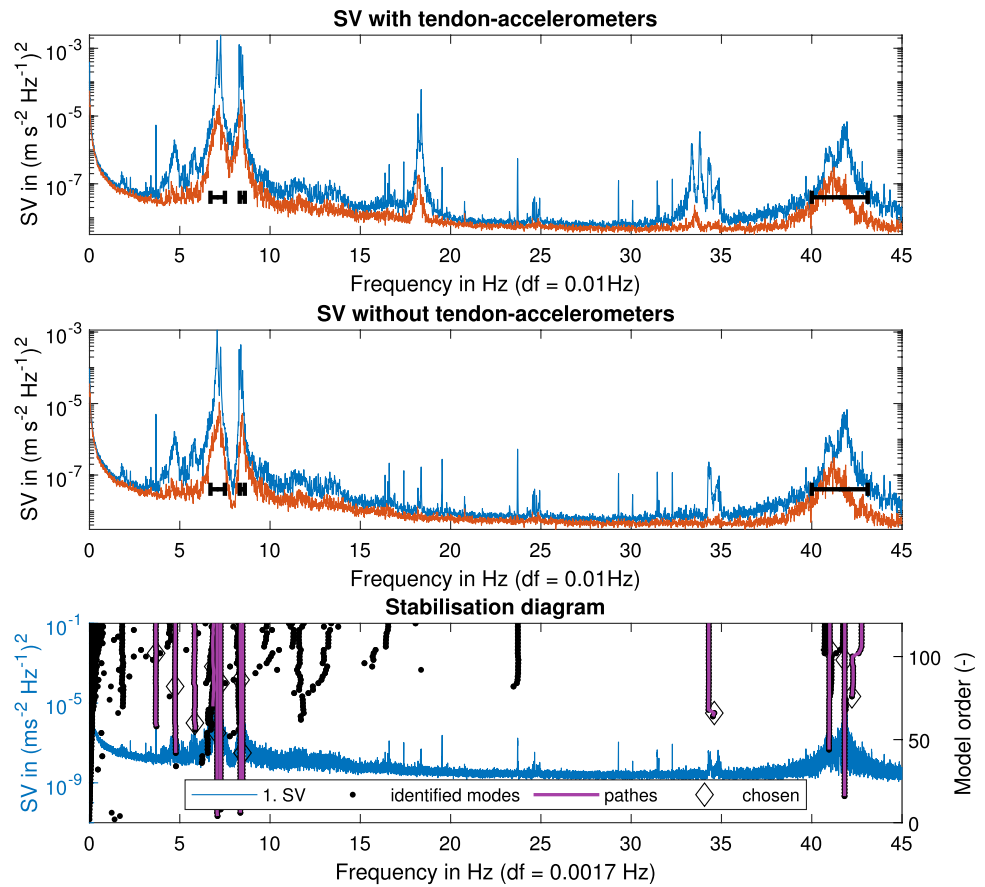 SV with tendon-accelerometers
SV in (m s-2 Hz-1)2
10-3
10-5
10-7
0 5 10 15 20 25 30 35 40 45
Frequency in Hz (df = 0.01Hz)
SV without tendon-accelerometers
SV in (m s-2 Hz-1)2
10-3
10-5
10-7
0 5 10 15 20 25 30 35 40 45
Frequency in Hz (df = 0.01Hz)
Stabilisation diagram
SV in (ms-2 Hz-1)2
10-1
10-5
10-9
100
50
0
Model order (-)
1. SV identified modes pathes chosen
0 5 10 15 20 25 30 35 40 45
Frequency in Hz (df = 0.0017 Hz)